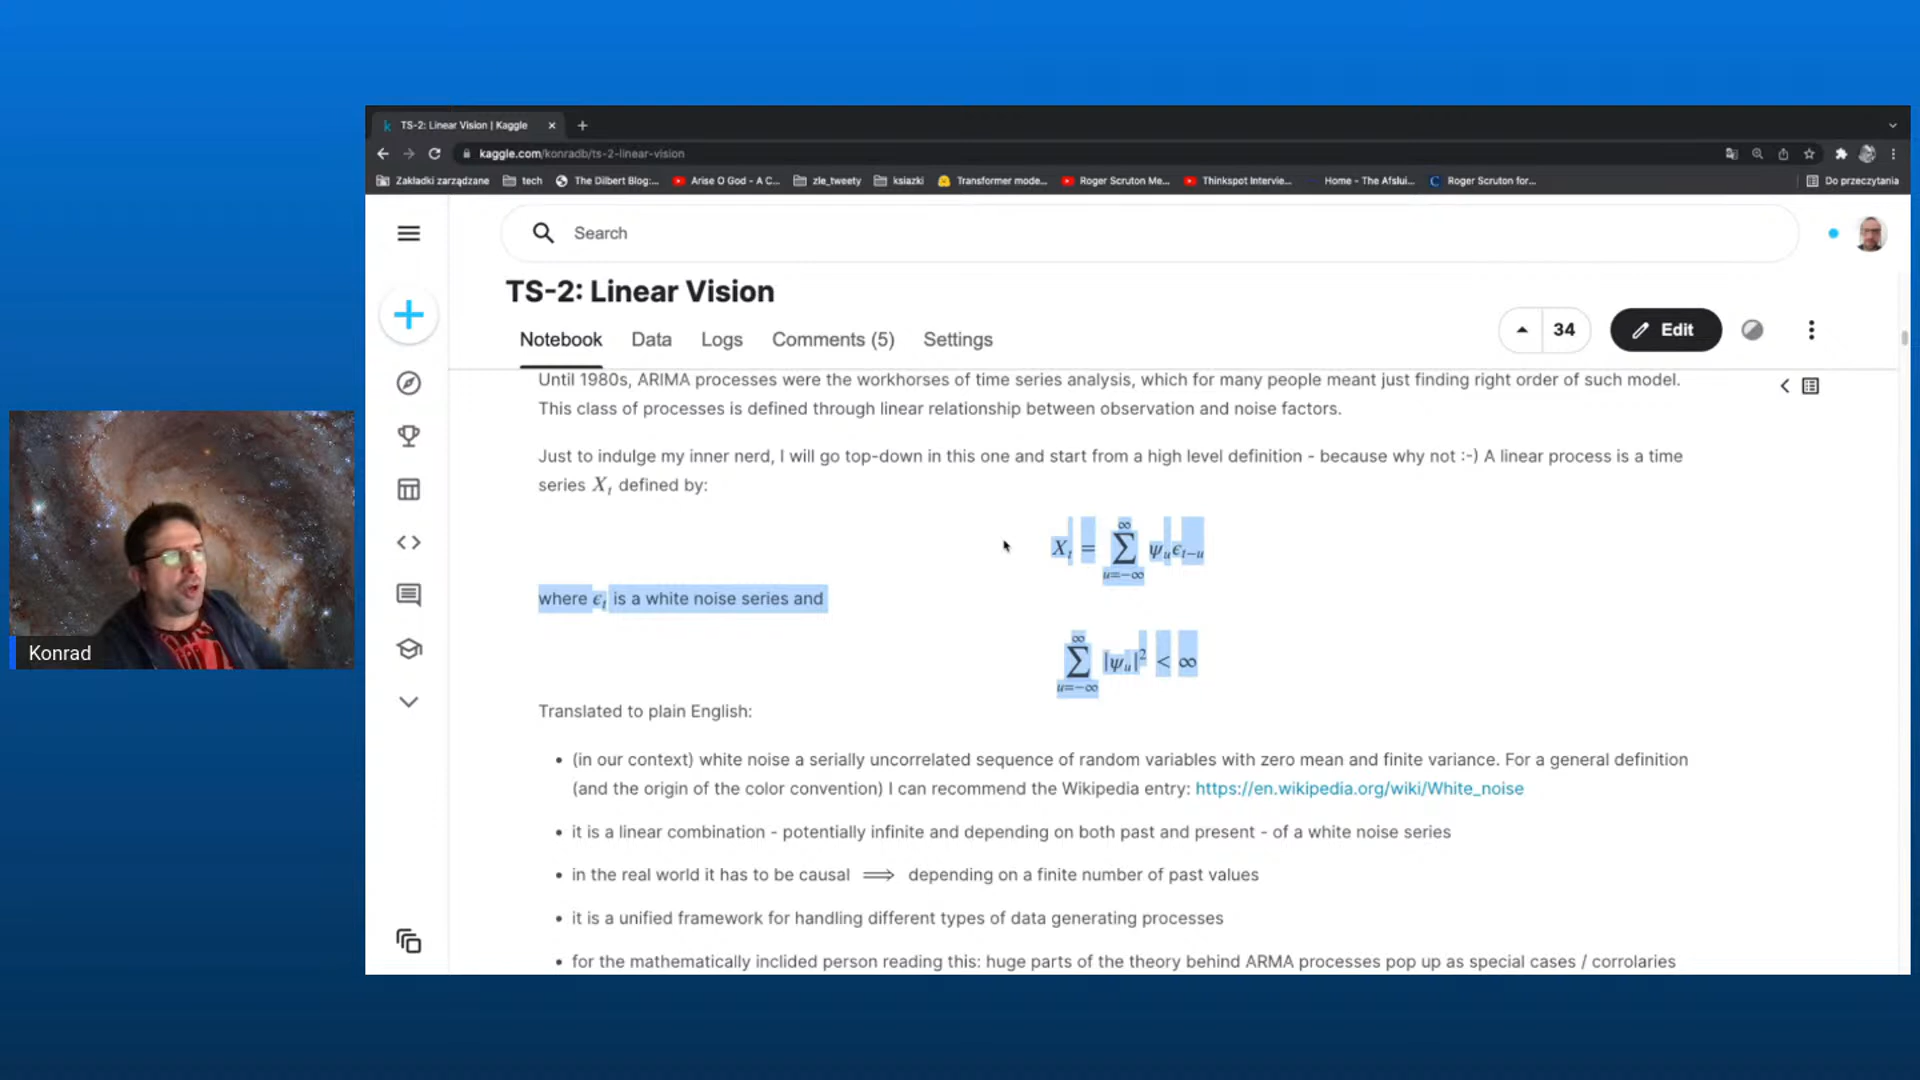 TS-2: Linear Vision | Kaggle
kaggle.com/konradb/ts-2-linear-vision
Zakładki zarządzane tech The Dilbert Blog:... Arise O God - A C... zle_tweety ksiazki Transformer mode... Roger Scruton Me... Thinkspot Intervie... Home - The Afslui... Roger Scruton for... Do przeczytania
Search
TS-2: Linear Vision
Notebook Data Logs Comments (5) Settings
34 Edit
Until 1980s, ARIMA processes were the workhorses of time series analysis, which for many people meant just finding right order of such model.
This class of processes is defined through linear relationship between observation and noise factors.
Just to indulge my inner nerd, I will go top-down in this one and start from a high level definition - because why not :-) A linear process is a time
series X_t defined by:
X_t = ∑_{u=−∞}^{∞} ψ_u ϵ_{t−u}
where ϵ_t is a white noise series and
∑_{u=−∞}^{∞} |ψ_u|^2 < ∞
Translated to plain English:
• (in our context) white noise a serially uncorrelated sequence of random variables with zero mean and finite variance. For a general definition
(and the origin of the color convention) I can recommend the Wikipedia entry: https://en.wikipedia.org/wiki/White_noise
• it is a linear combination - potentially infinite and depending on both past and present - of a white noise series
• in the real world it has to be causal ⟹ depending on a finite number of past values
• it is a unified framework for handling different types of data generating processes
• for the mathematically inclided person reading this: huge parts of the theory behind ARMA processes pop up as special cases / corrolaries
Konrad